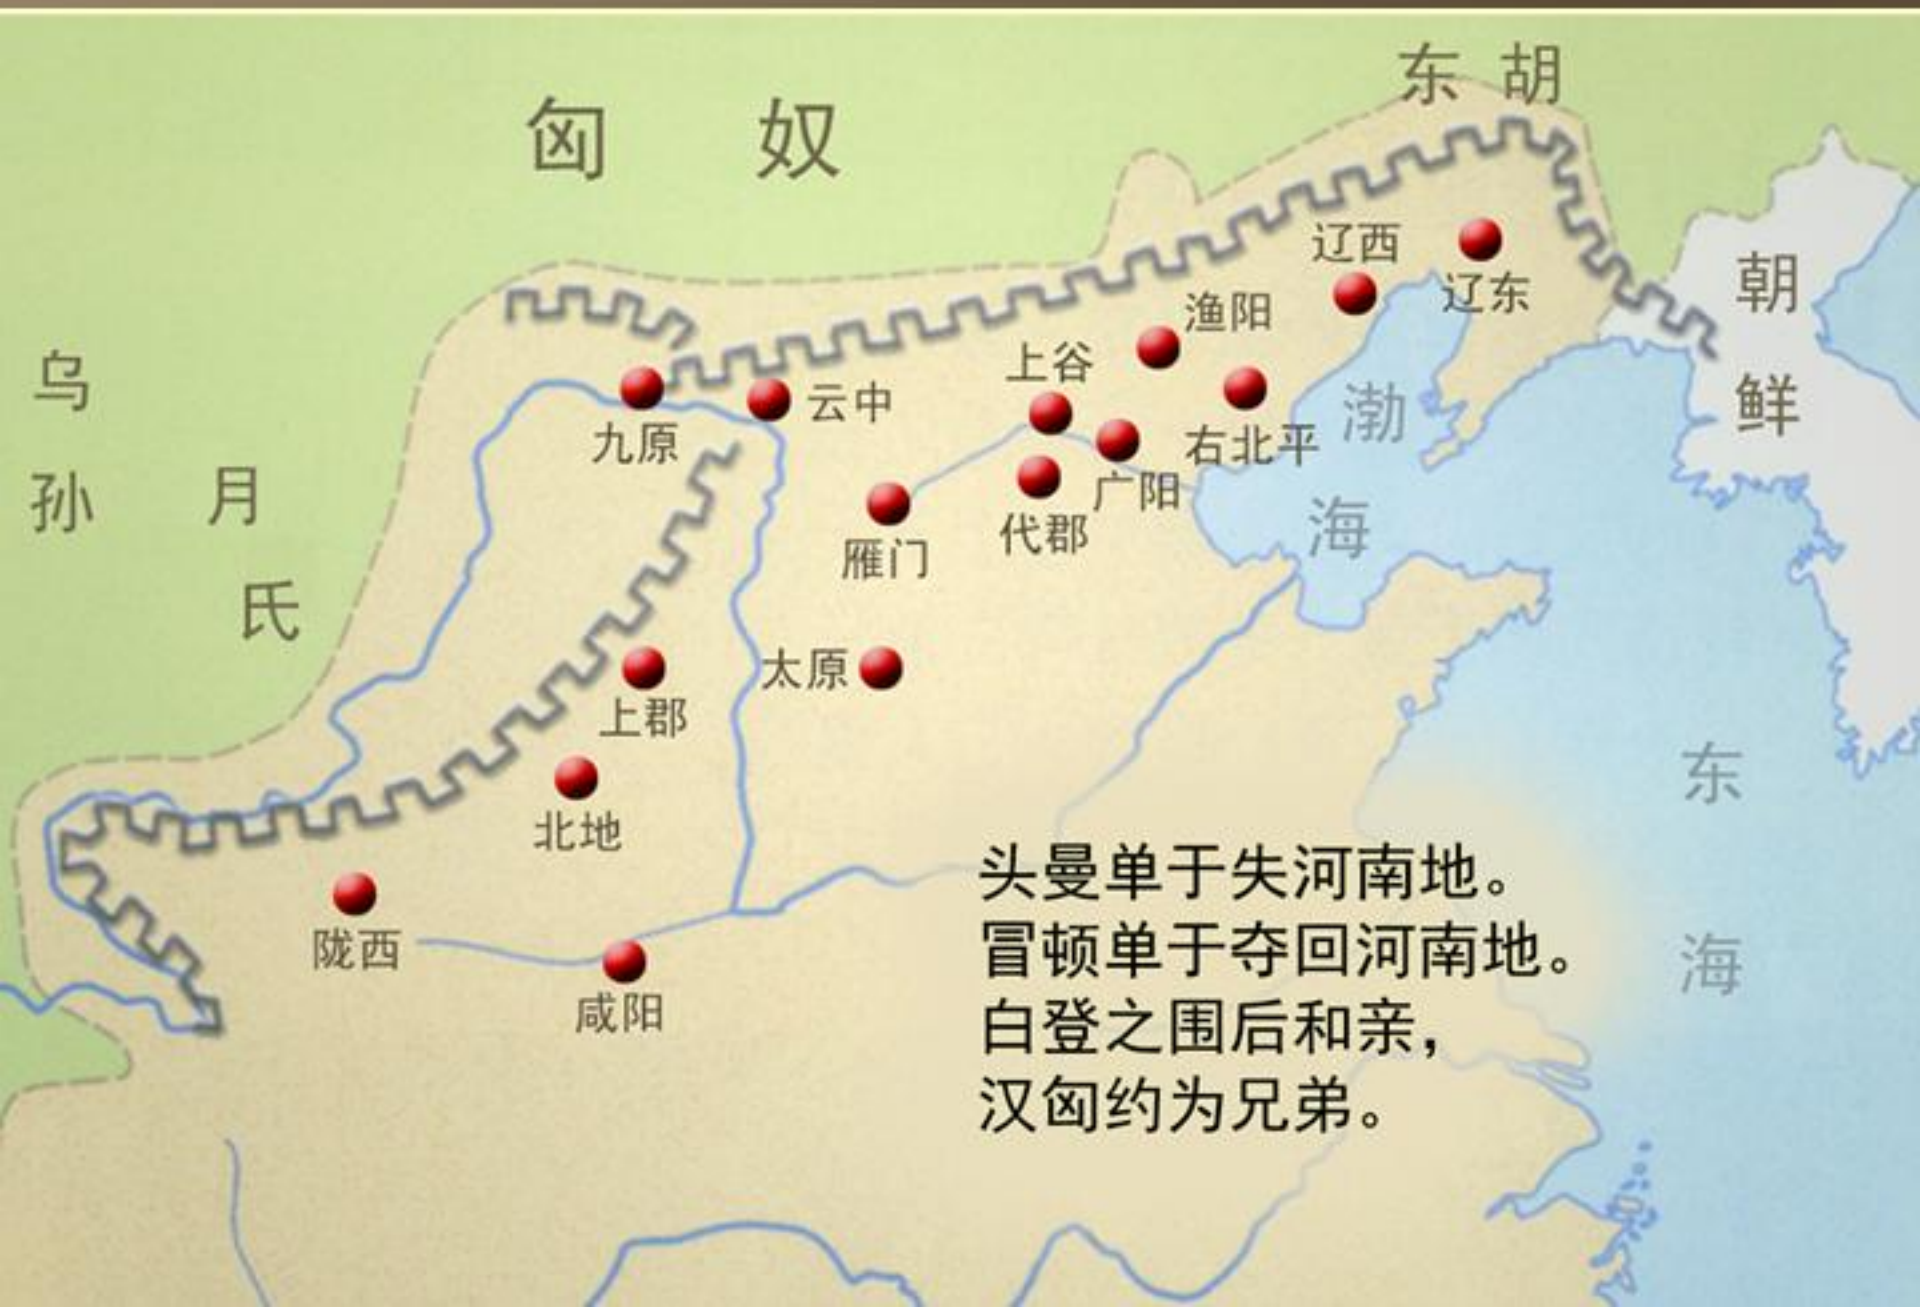 东胡
匈奴
辽西
辽东
朝鲜
渔阳
上谷
乌孙
云中
九原
右北平
渤海
月氏
广阳
代郡
雁门
太原
上郡
北地
东海
陇西
咸阳
头曼单于失河南地。
冒顿单于夺回河南地。
白登之围后和亲，
汉匈约为兄弟。